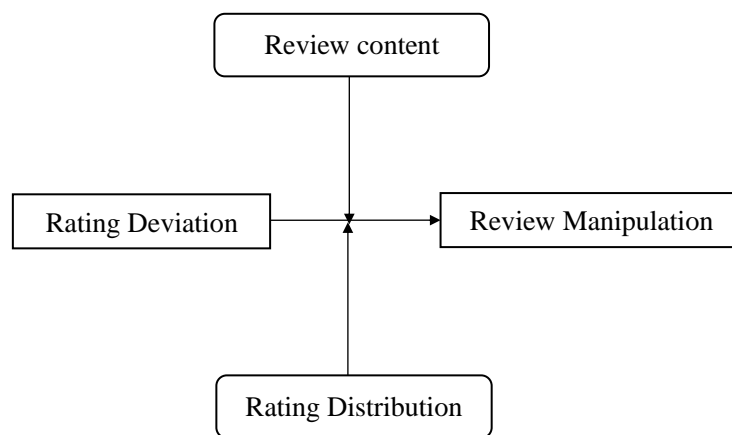 Review content
Rating Deviation
Review Manipulation
Rating Distribution